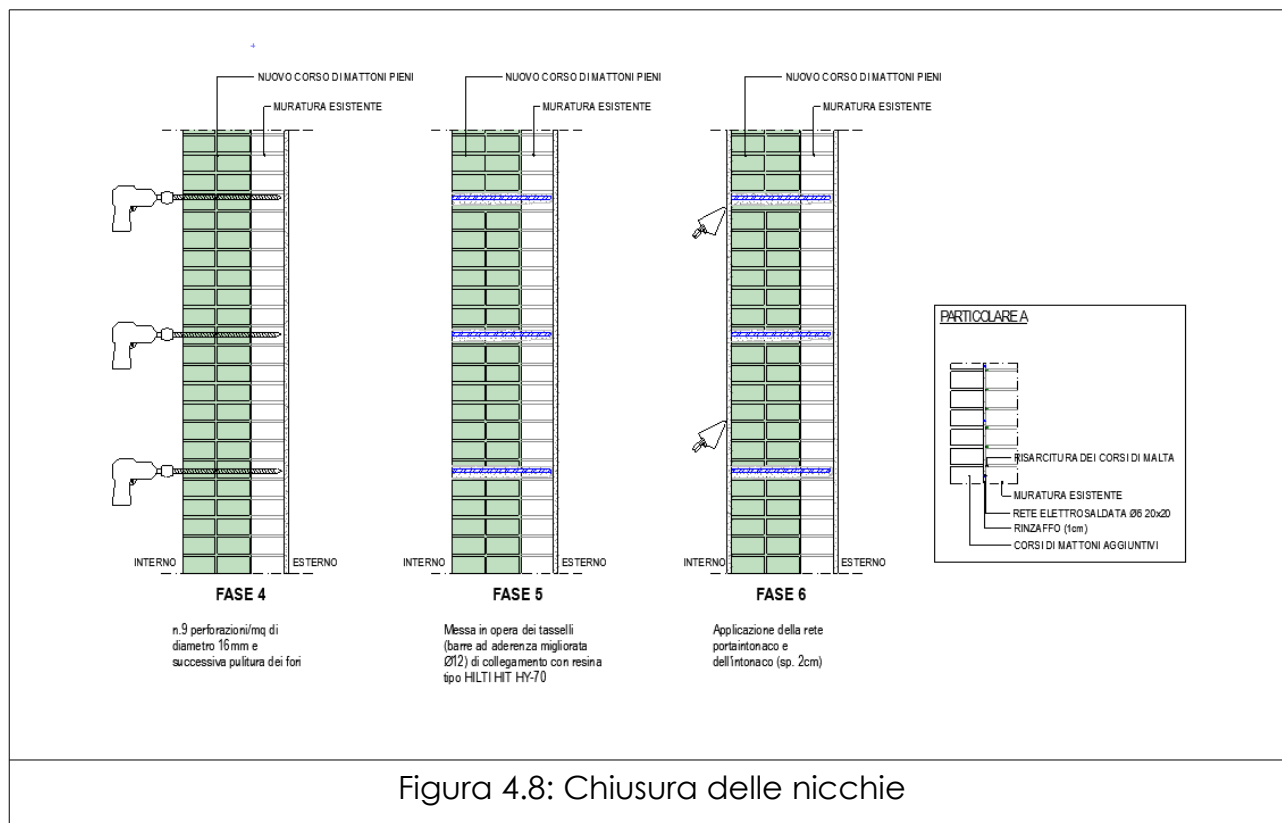 NUOVO CORSO DI MATTONI PIENI
MURATURA ESISTENTE
INTERNO
ESTERNO
FASE 4
n.9 perforazioni/mq di
diametro 16mm e
successiva pulitura dei fori
NUOVO CORSO DI MATTONI PIENI
MURATURA ESISTENTE
INTERNO
ESTERNO
FASE 5
Messa in opera dei tasselli
(barre ad aderenza migliorata
Ø12) di collegamento con resina
tipo HILTI HIT HY-70
NUOVO CORSO DI MATTONI PIENI
MURATURA ESISTENTE
INTERNO
ESTERNO
FASE 6
Applicazione della rete
portaintonaco e
dell'intonaco (sp. 2cm)
PARTICOLARE A
RISARCITURA DEI CORSI DI MALTA
MURATURA ESISTENTE
RETE ELETTROSALDATA Ø6 20x20
RINZAFFO (1cm)
CORSI DI MATTONI AGGIUNTIVI
Figura 4.8: Chiusura delle nicchie